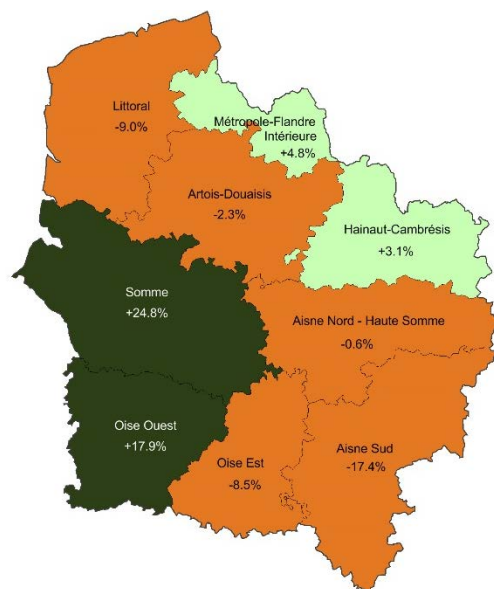 Littoral
-9.0%
Métropole-Flandre
Intérieure
+4.8%
Artois-Douaisis
-2.3%
Hainaut-Cambrésis
+3.1%
Somme
+24.8%
Aisne Nord - Haute Somme
-0.6%
Oise Ouest
+17.9%
Oise Est
-8.5%
Aisne Sud
-17.4%